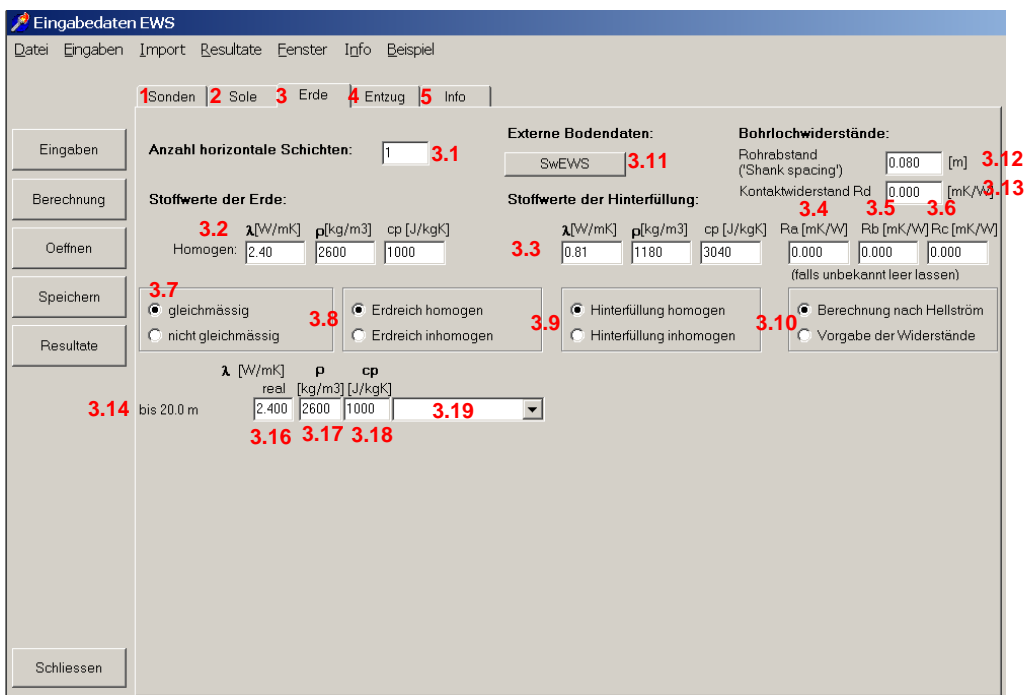 Eingabedaten EWS
Datei Eingaben Import Resultate Fenster Info Beispiel
1 Sonden 2 Sole 3 Erde 4 Entzug 5 Info
Eingaben
Berechnung
Oeffnen
Speichern
Resultate
Schliessen
Anzahl horizontale Schichten: 1 3.1
Externe Bodendaten:
SwEWS 3.11
Bohrlochwiderstände:
Rohrabstand
('Shank spacing') 0.080 [m] 3.12
Kontaktwiderstand Rd 0.000 [mK/W] 3.13
Stoffwerte der Erde:
3.2 λ[W/mK] ρ[kg/m3] cp [J/kgK]
Homogen: 2.40 2600 1000
Stoffwerte der Hinterfüllung:
λ[W/mK] ρ[kg/m3] cp [J/kgK]
3.3 0.81 1180 3040
3.4 3.5 3.6
Ra [mK/W] Rb [mK/W] Rc [mK/W]
0.000 0.000 0.000
(falls unbekannt leer lassen)
3.7
gleichmässig
nicht gleichmässig
3.8
Erdreich homogen
Erdreich inhomogen
3.9
Hinterfüllung homogen
Hinterfüllung inhomogen
3.10
Berechnung nach Hellström
Vorgabe der Widerstände
λ [W/mK] ρ cp
real [kg/m3] [J/kgK]
3.14 bis 20.0 m 2.400 2600 1000 3.19
3.16 3.17 3.18